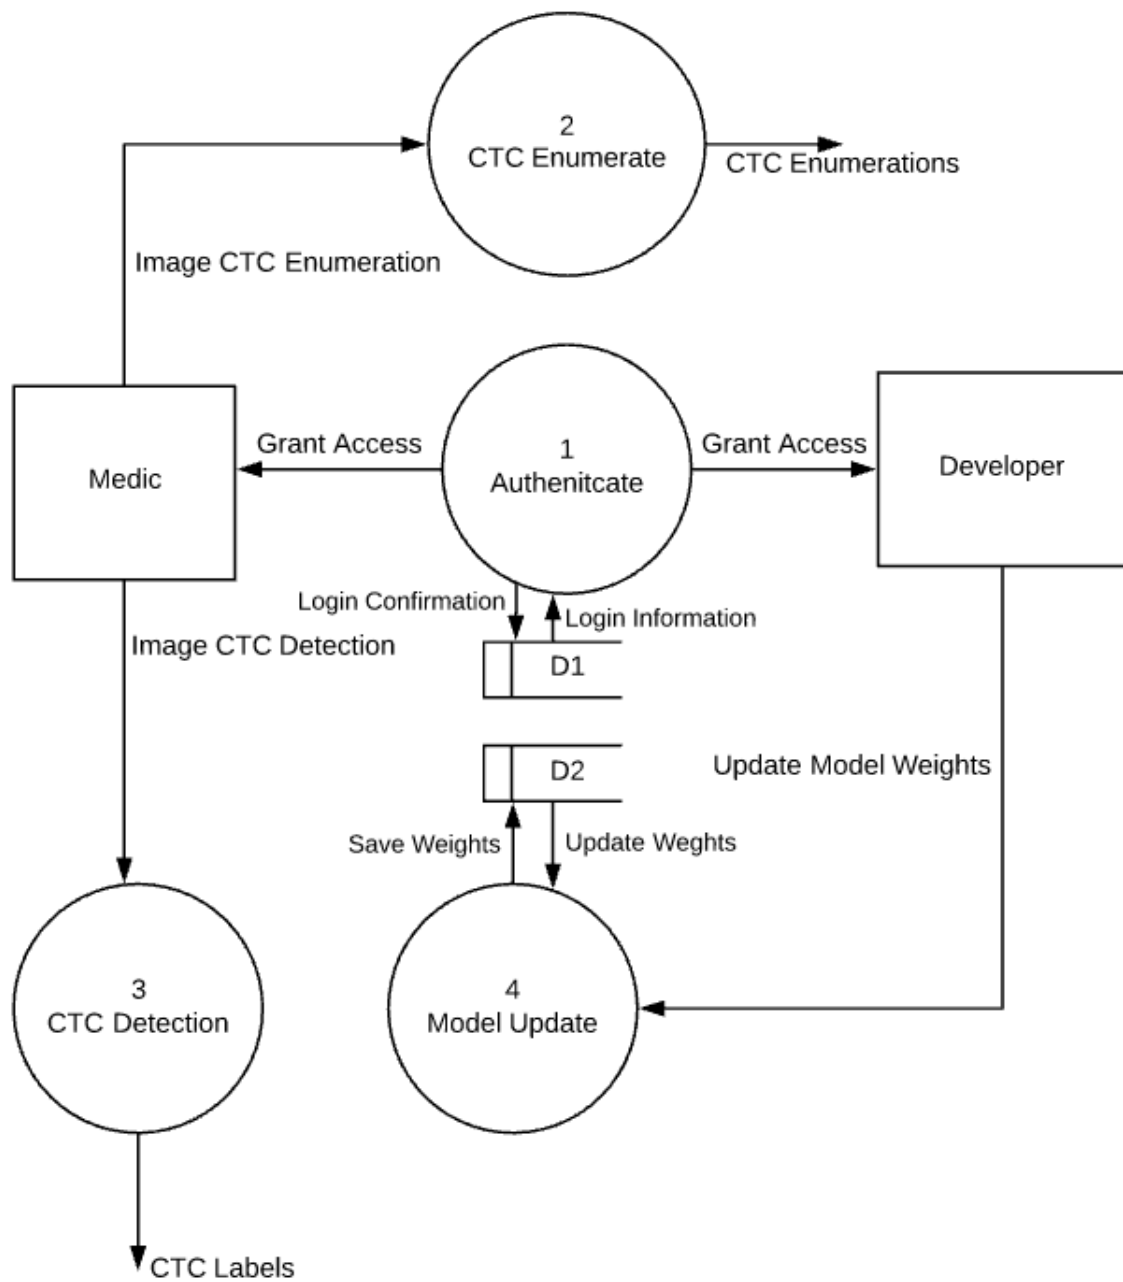 2
CTC Enumerate
CTC Enumerations
Image CTC Enumeration
Grant Access
1
Authenitcate
Grant Access
Medic
Developer
Login Confirmation
Login Information
Image CTC Detection
D1
D2
Update Model Weights
Save Weights
Update Weghts
3
CTC Detection
4
Model Update
CTC Labels